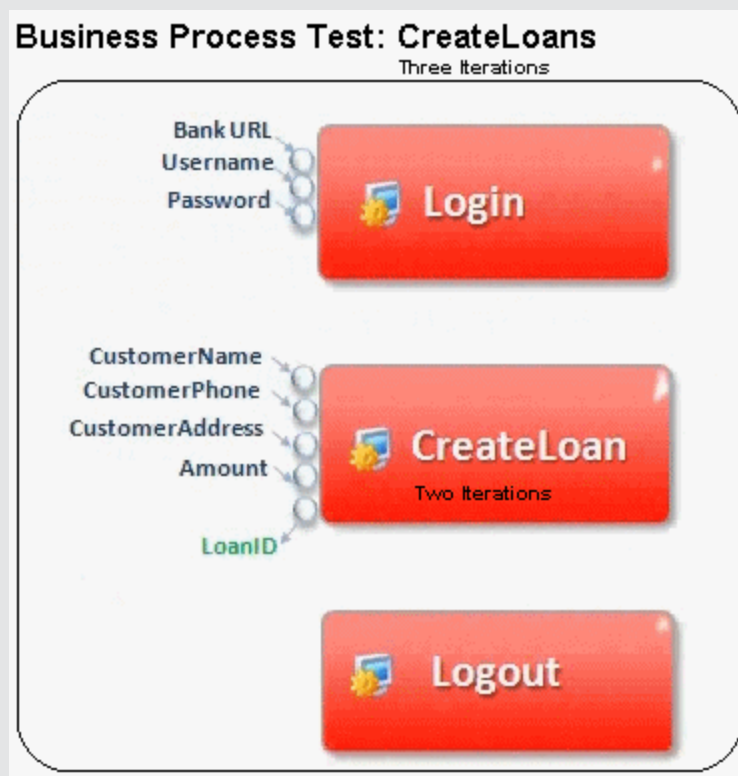 Business Process Test: CreateLoans
Three Iterations
Bank URL
Username
Password
Login
CustomerName
CustomerPhone
CustomerAddress
Amount
LoanID
CreateLoan
Two Iterations
Logout